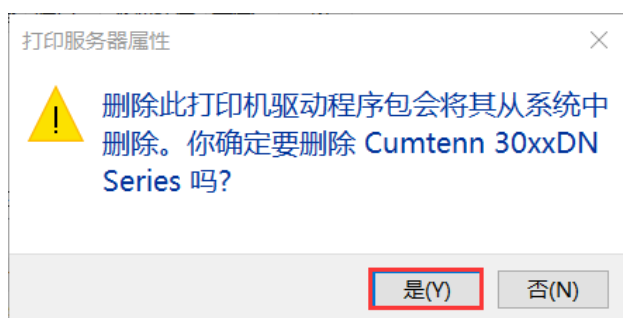 打印服务器属性
删除此打印机驱动程序包会将其从系统中
删除。你确定要删除 Cumtenn 30xxDN
Series 吗?
是(Y) 否(N)